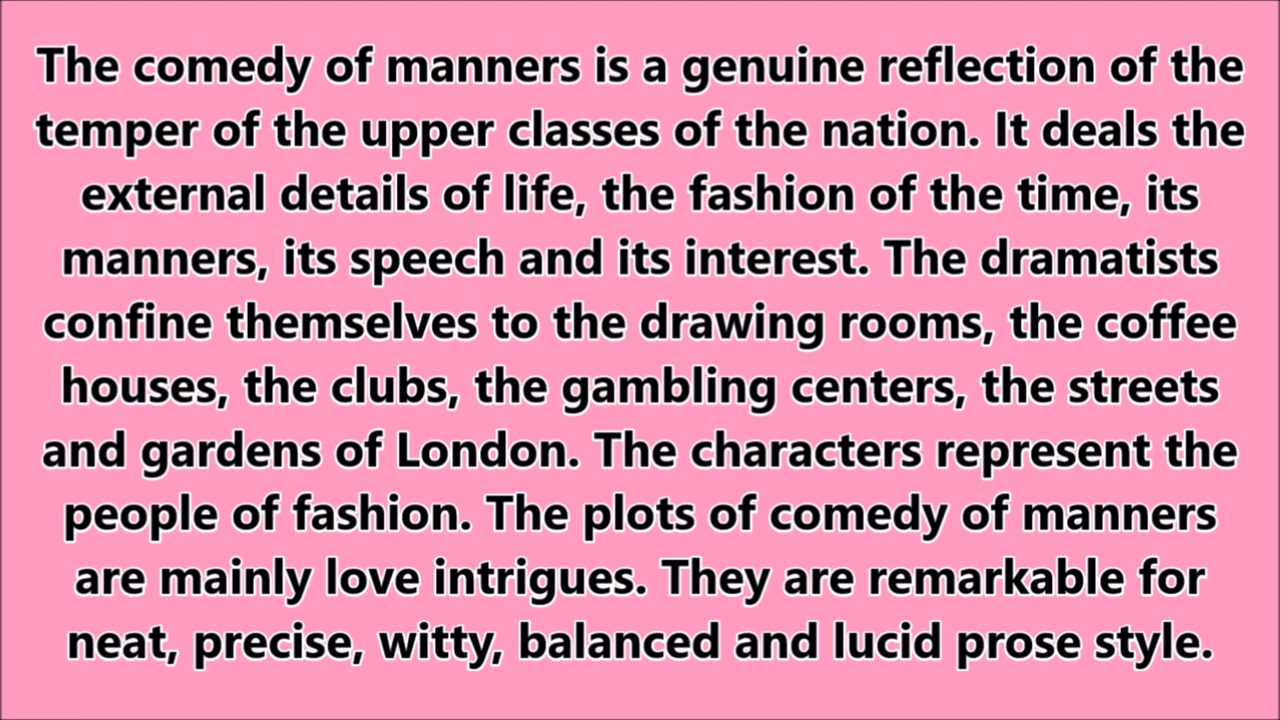 The comedy of manners is a genuine reflection of the
temper of the upper classes of the nation. It deals the
external details of life, the fashion of the time, its
manners, its speech and its interest. The dramatists
confine themselves to the drawing rooms, the coffee
houses, the clubs, the gambling centers, the streets
and gardens of London. The characters represent the
people of fashion. The plots of comedy of manners
are mainly love intrigues. They are remarkable for
neat, precise, witty, balanced and lucid prose style.